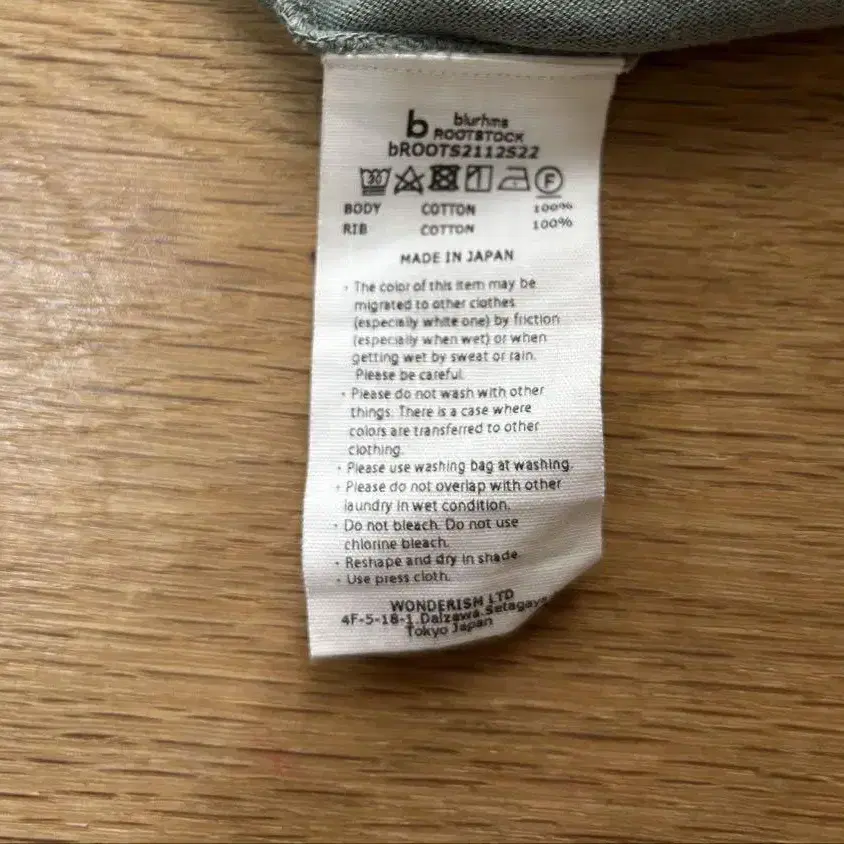 b blurhms
ROOTSTOCK
bROOTS2112S22
30 F
BODY COTTON 100%
RIB COTTON 100%
MADE IN JAPAN
· The color of this item may be
migrated to other clothes
(especially white one) by friction
(especially when wet) or when
getting wet by sweat or rain.
Please be careful.
· Please do not wash with other
things. There is a case where
colors are transferred to other
clothing.
· Please use washing bag at washing.
· Please do not overlap with other
laundry in wet condition.
· Do not bleach. Do not use
chlorine bleach.
· Reshape and dry in shade.
· Use press cloth.
WONDERISM LTD
4F-5-18-1 Daizawa Setagaya
Tokyo Japan